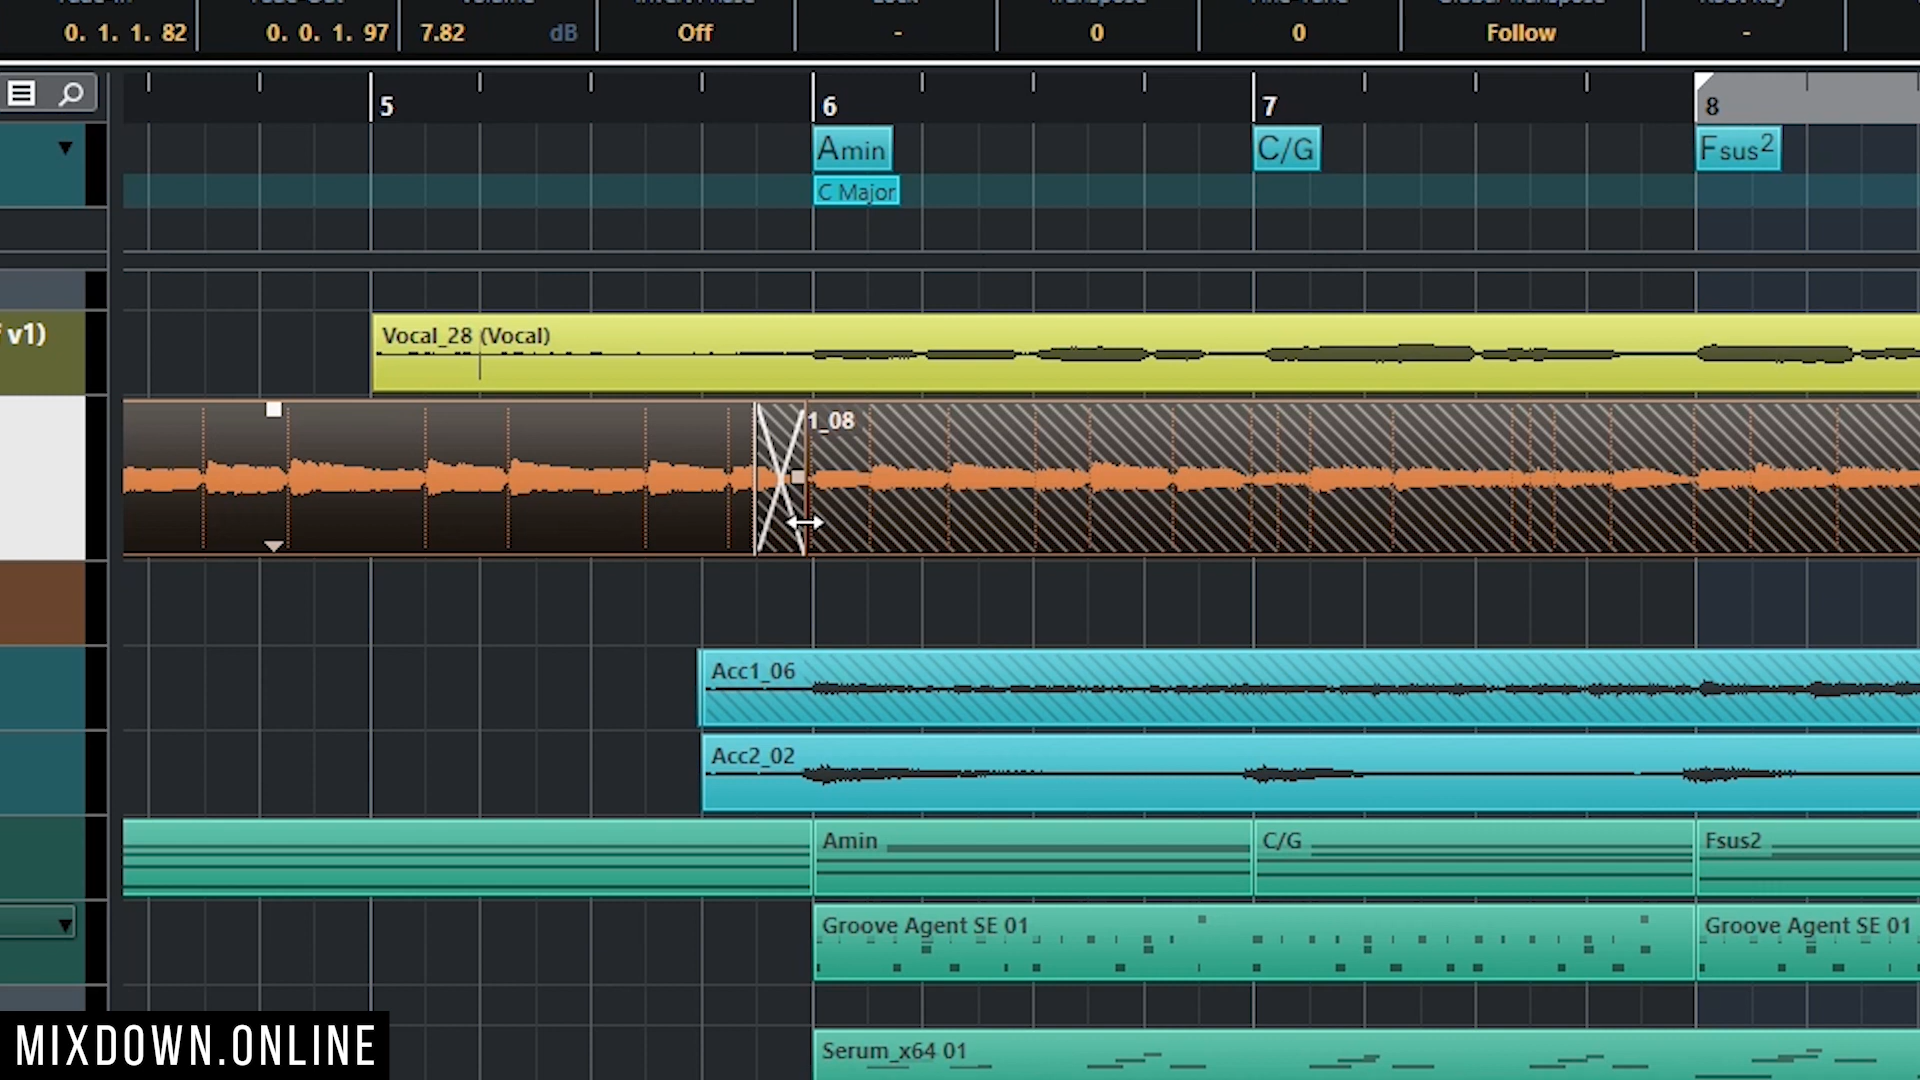 0. 1. 1. 82 0. 0. 1. 97 7.82 dB Off - 0 0 Follow -
5 6 7 8
Amin C/G Fsus2
C Major
v1)
Vocal_28 (Vocal)
1_08
Acc1_06
Acc2_02
Amin C/G Fsus2
Groove Agent SE 01 Groove Agent SE 01
Serum_x64 01
MIXDOWN.ONLINE